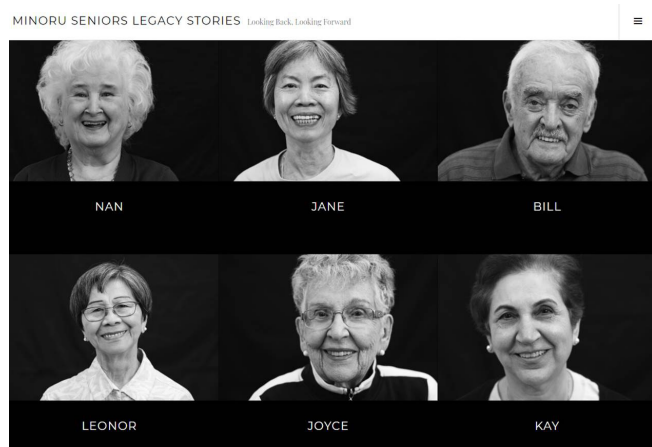 MINORU SENIORS LEGACY STORIES Looking Back, Looking Forward
NAN JANE BILL
LEONOR JOYCE KAY